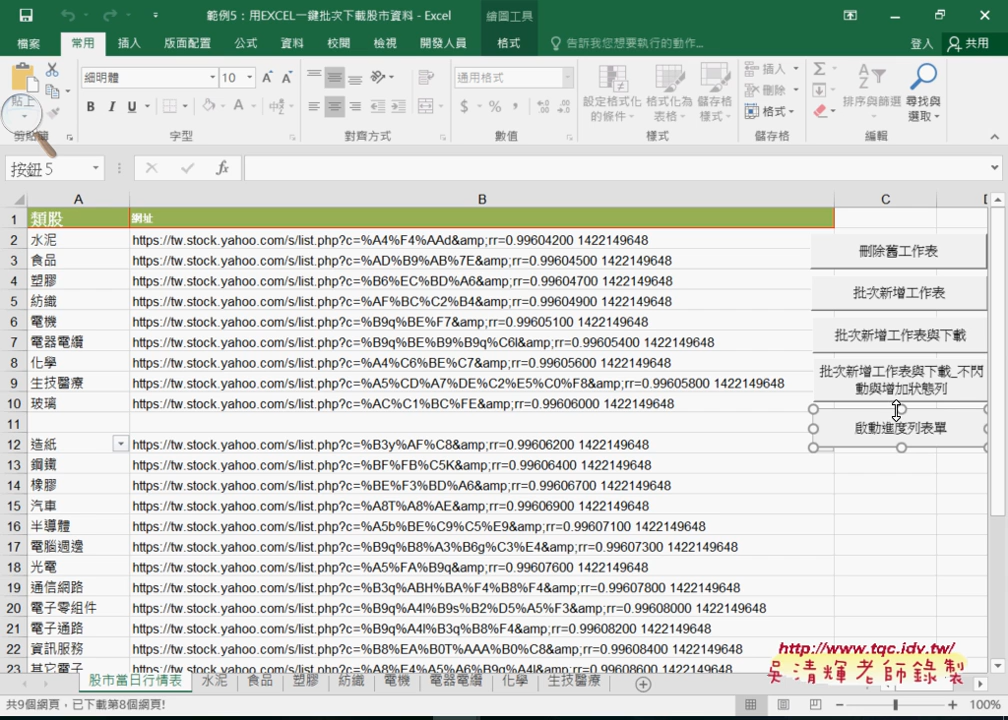 範例5：用EXCEL一鍵批次下載股市資料 - Excel
繪圖工具
檔案 常用 插入 版面配置 公式 資料 校閱 檢視 開發人員 格式 告訴我您想要執行的動作... 登入 共用
貼上
剪貼簿
細明體 10
B I U
字型
對齊方式
通用格式
$ % ,
數值
設定格式化的條件 格式化為表格 儲存格樣式
樣式
插入
刪除
格式
儲存格
排序與篩選 尋找與選取
編輯
按鈕 5
fx
A B C D
1 類股 網址
2 水泥 https://tw.stock.yahoo.com/s/list.php?c=%A4%F4%AAd&amp;rr=0.99604200 1422149648
刪除舊工作表
3 食品 https://tw.stock.yahoo.com/s/list.php?c=%AD%B9%AB%7E&amp;rr=0.99604500 1422149648
4 塑膠 https://tw.stock.yahoo.com/s/list.php?c=%B6%EC%BD%A6&amp;rr=0.99604700 1422149648
批次新增工作表
5 紡織 https://tw.stock.yahoo.com/s/list.php?c=%AF%BC%C2%B4&amp;rr=0.99604900 1422149648
6 電機 https://tw.stock.yahoo.com/s/list.php?c=%B9q%BE%F7&amp;rr=0.99605100 1422149648
批次新增工作表與下載
7 電器電纜 https://tw.stock.yahoo.com/s/list.php?c=%B9q%BE%B9%B9q%C6l&amp;rr=0.99605400 1422149648
8 化學 https://tw.stock.yahoo.com/s/list.php?c=%A4%C6%BE%C7&amp;rr=0.99605600 1422149648
批次新增工作表與下載_不閃
動與增加狀態列
9 生技醫療 https://tw.stock.yahoo.com/s/list.php?c=%A5%CD%A7%DE%C2%E5%C0%F8&amp;rr=0.99605800 1422149648
10 玻璃 https://tw.stock.yahoo.com/s/list.php?c=%AC%C1%BC%FE&amp;rr=0.99606000 1422149648
11
啟動進度列表單
12 造紙 https://tw.stock.yahoo.com/s/list.php?c=%B3y%AF%C8&amp;rr=0.99606200 1422149648
13 鋼鐵 https://tw.stock.yahoo.com/s/list.php?c=%BF%FB%C5K&amp;rr=0.99606400 1422149648
14 橡膠 https://tw.stock.yahoo.com/s/list.php?c=%BE%F3%BD%A6&amp;rr=0.99606700 1422149648
15 汽車 https://tw.stock.yahoo.com/s/list.php?c=%A8T%A8%AE&amp;rr=0.99606900 1422149648
16 半導體 https://tw.stock.yahoo.com/s/list.php?c=%A5b%BE%C9%C5%E9&amp;rr=0.99607100 1422149648
17 電腦週邊 https://tw.stock.yahoo.com/s/list.php?c=%B9q%B8%A3%B6g%C3%E4&amp;rr=0.99607300 1422149648
18 光電 https://tw.stock.yahoo.com/s/list.php?c=%A5%FA%B9q&amp;rr=0.99607600 1422149648
19 通信網路 https://tw.stock.yahoo.com/s/list.php?c=%B3q%ABH%BA%F4%B8%F4&amp;rr=0.99607800 1422149648
20 電子零組件 https://tw.stock.yahoo.com/s/list.php?c=%B9q%A4l%B9s%B2%D5%A5%F3&amp;rr=0.99608000 1422149648
21 電子通路 https://tw.stock.yahoo.com/s/list.php?c=%B9q%A4l%B3q%B8%F4&amp;rr=0.99608200 1422149648
22 資訊服務 https://tw.stock.yahoo.com/s/list.php?c=%B8%EA%B0T%AAA%B0%C8&amp;rr=0.99608400 1422149648
23 其它電子 https://tw.stock.yahoo.com/s/list.php?c=%A8%E4%A5%A6%B9q%A4l&amp;rr=0.99608600 1422149648
http://www.tqc.idv.tw/
吳清輝老師錄製
股市當日行情表 水泥 食品 塑膠 紡織 電機 電器電纜 化學 生技醫療
共9個網頁，已下載第8個網頁! 100%